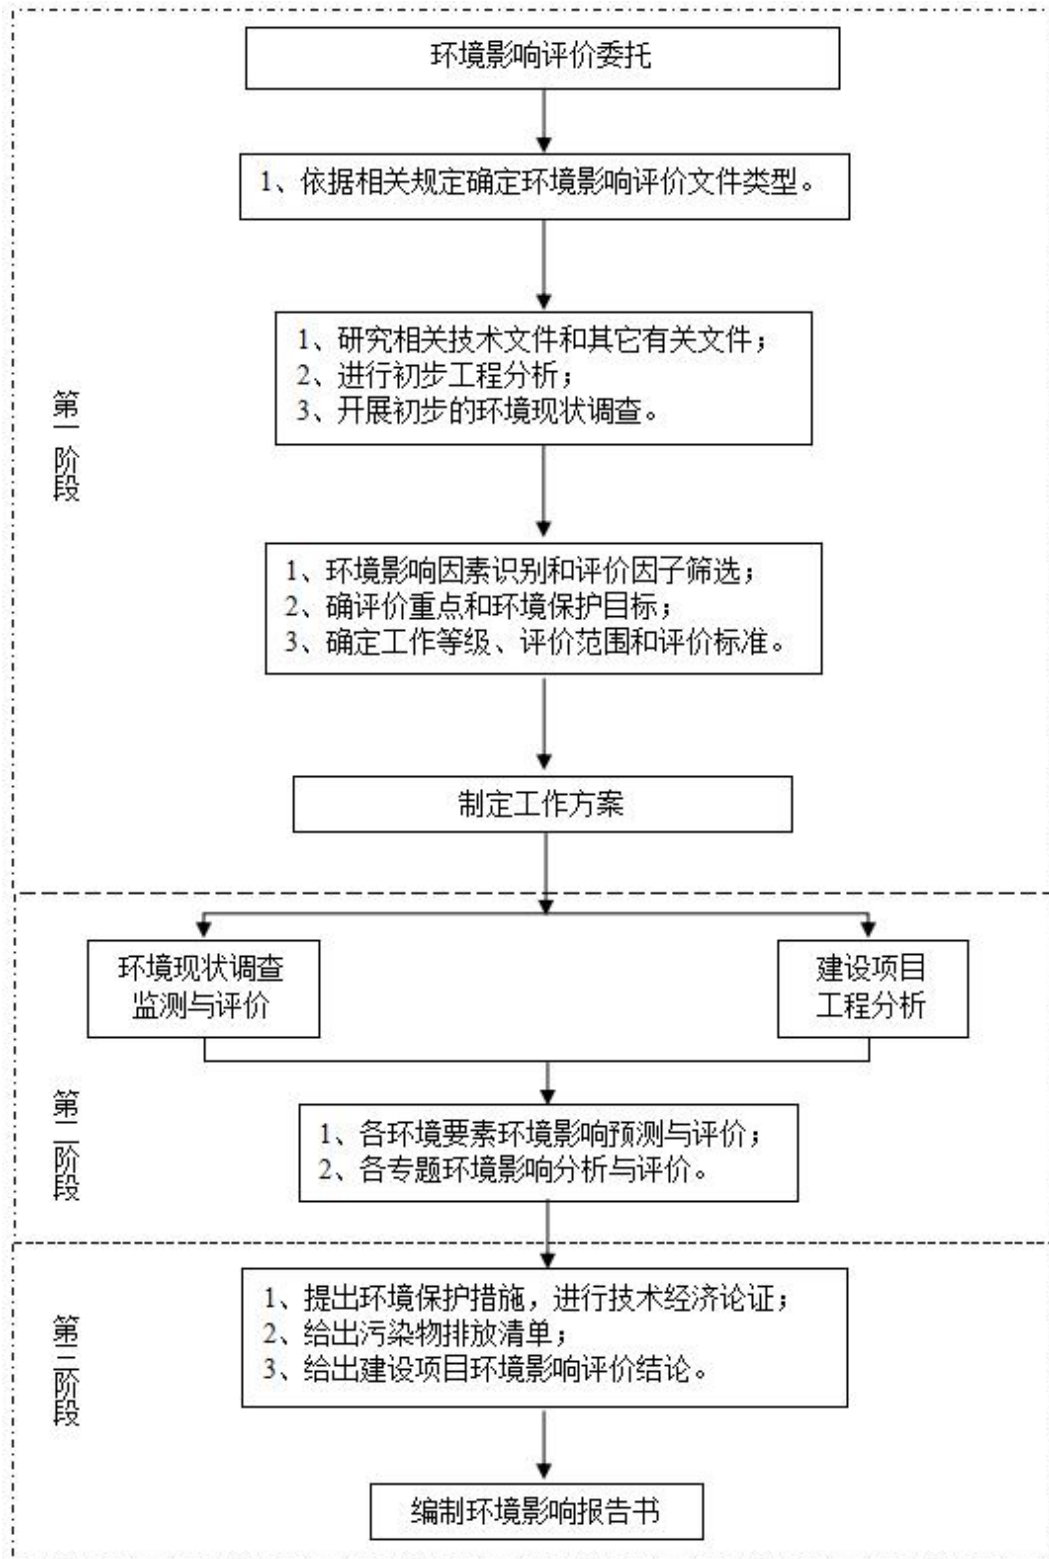 环境影响评价委托
1、依据相关规定确定环境影响评价文件类型。
1、研究相关技术文件和其它有关文件；
2、进行初步工程分析；
3、开展初步的环境现状调查。
第一阶段
1、环境影响因素识别和评价因子筛选；
2、确评价重点和环境保护目标；
3、确定工作等级、评价范围和评价标准。
制定工作方案
环境现状调查
监测与评价
建设项目
工程分析
第二阶段
1、各环境要素环境影响预测与评价；
2、各专题环境影响分析与评价。
1、提出环境保护措施，进行技术经济论证；
2、给出污染物排放清单；
3、给出建设项目环境影响评价结论。
第三阶段
编制环境影响报告书